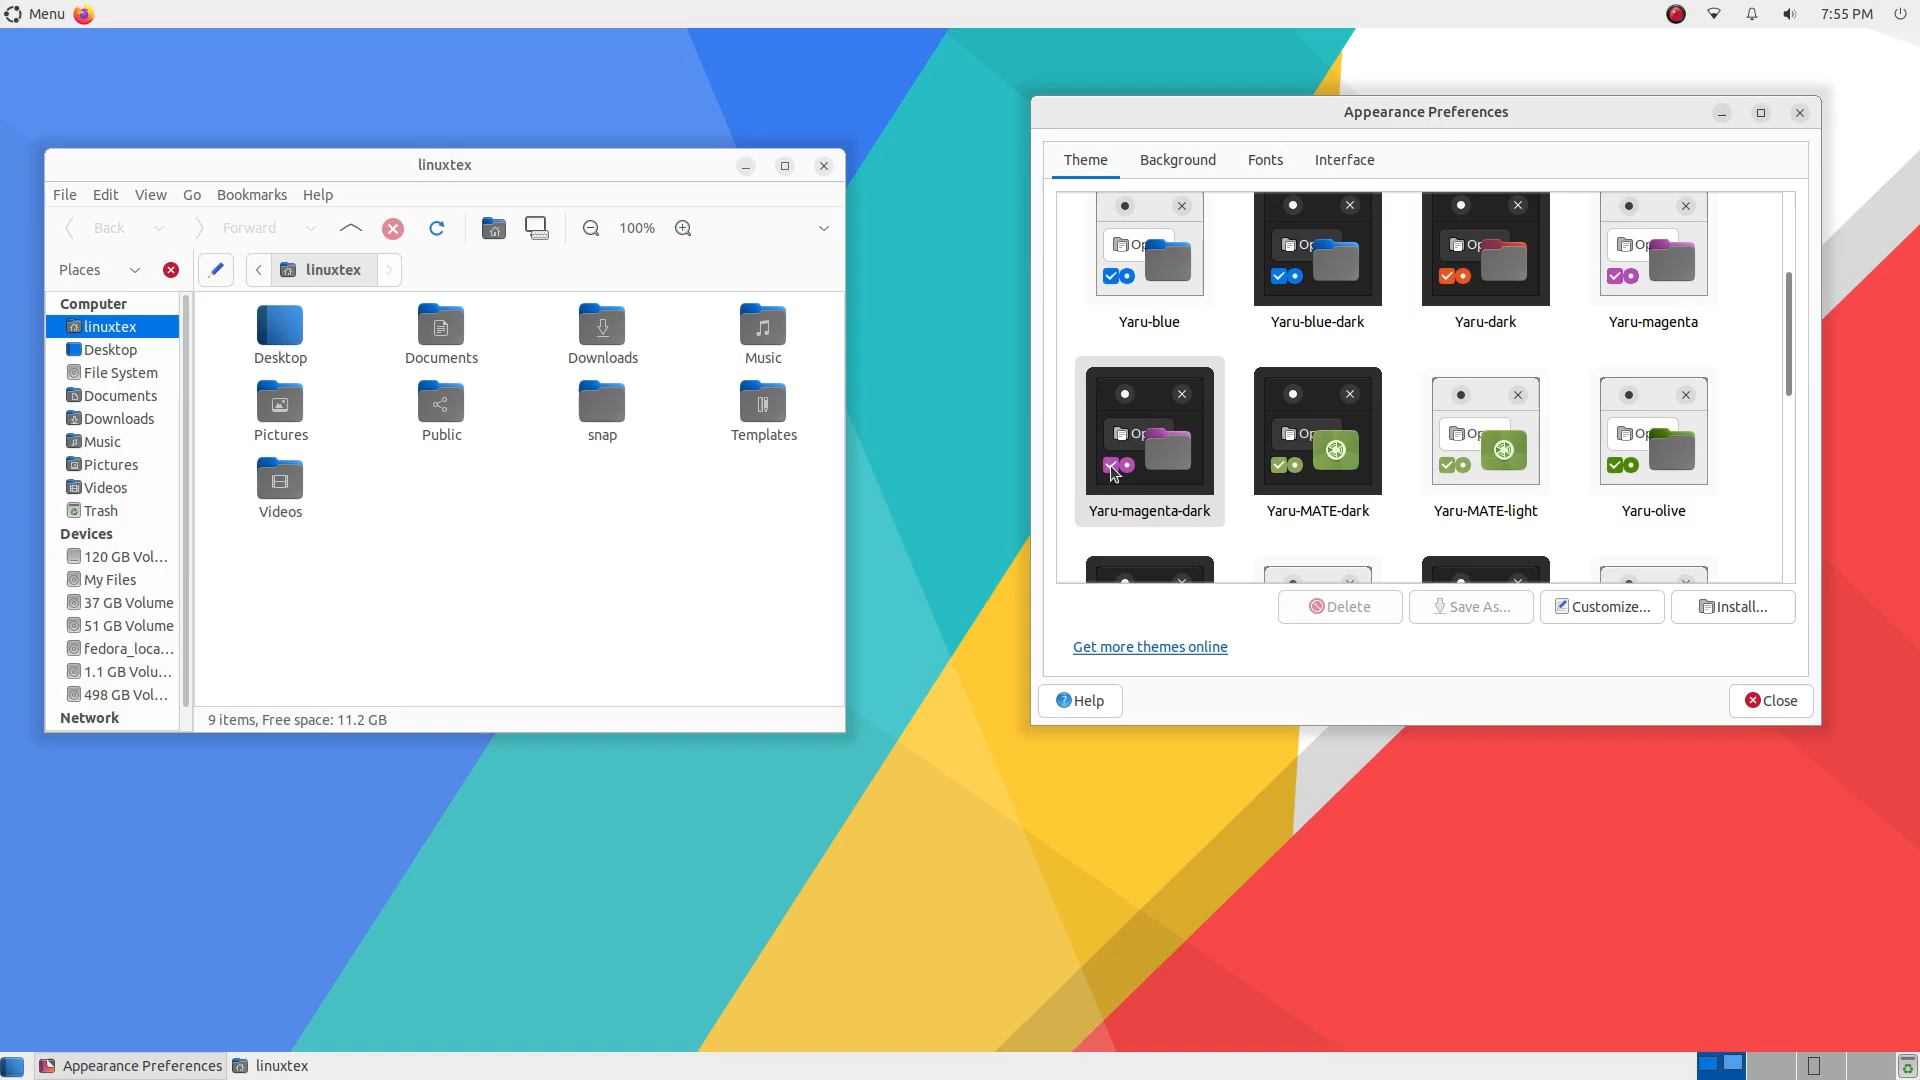 Menu
7:55 PM
linuxtex
File Edit View Go Bookmarks Help
Back Forward 100%
Places linuxtex
Computer
linuxtex
Desktop
File System
Documents
Downloads
Music
Pictures
Videos
Trash
Devices
120 GB Vol...
My Files
37 GB Volume
51 GB Volume
fedora_loca...
1.1 GB Volu...
498 GB Vol...
Network
Desktop Documents Downloads Music
Pictures Public snap Templates
Videos
9 items, Free space: 11.2 GB
Appearance Preferences
Theme Background Fonts Interface
Yaru-blue Yaru-blue-dark Yaru-dark Yaru-magenta
Yaru-magenta-dark Yaru-MATE-dark Yaru-MATE-light Yaru-olive
Delete Save As... Customize... Install...
Get more themes online
Help Close
Appearance Preferences linuxtex